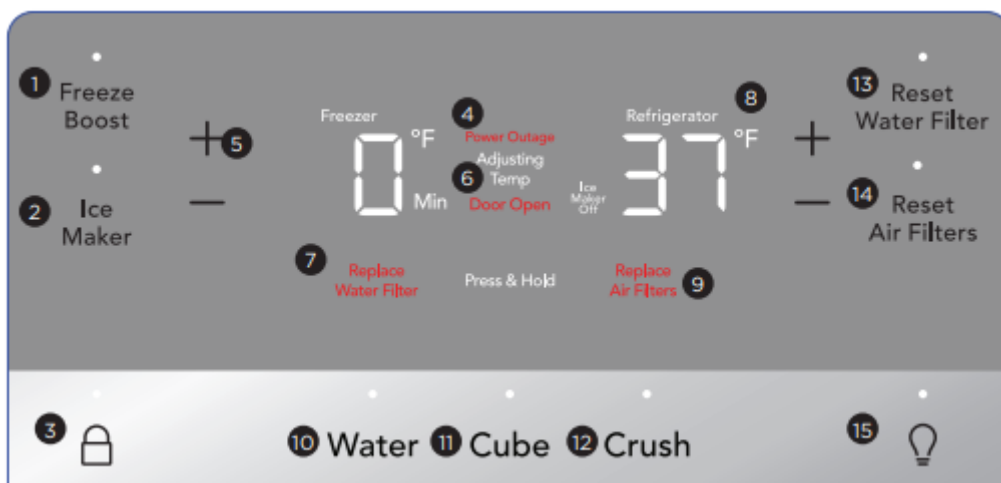 1 Freeze
Boost
2 Ice
Maker
+ 5
−
Freezer
0 °F
Min
4
Power Outage
Adjusting
Temp
6
Door Open
Ice
Maker
Off
Refrigerator 8
37 °F
+
−
13 Reset
Water Filter
14 Reset
Air Filters
7 Replace
Water Filter
Press & Hold
Replace
Air Filters 9
3
10 Water 11 Cube 12 Crush
15